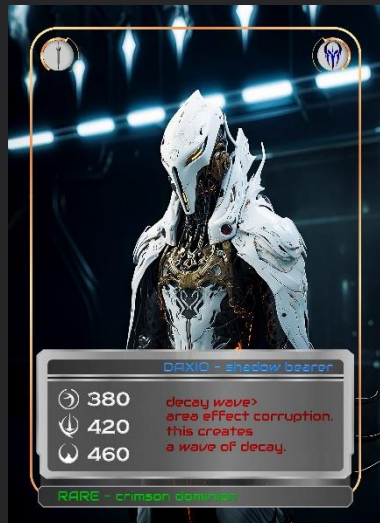 DAXIO - shadow bearer
380
420
460
decay wave>
area effect corruption.
this creates
a wave of decay.
RARE - crimson dominion